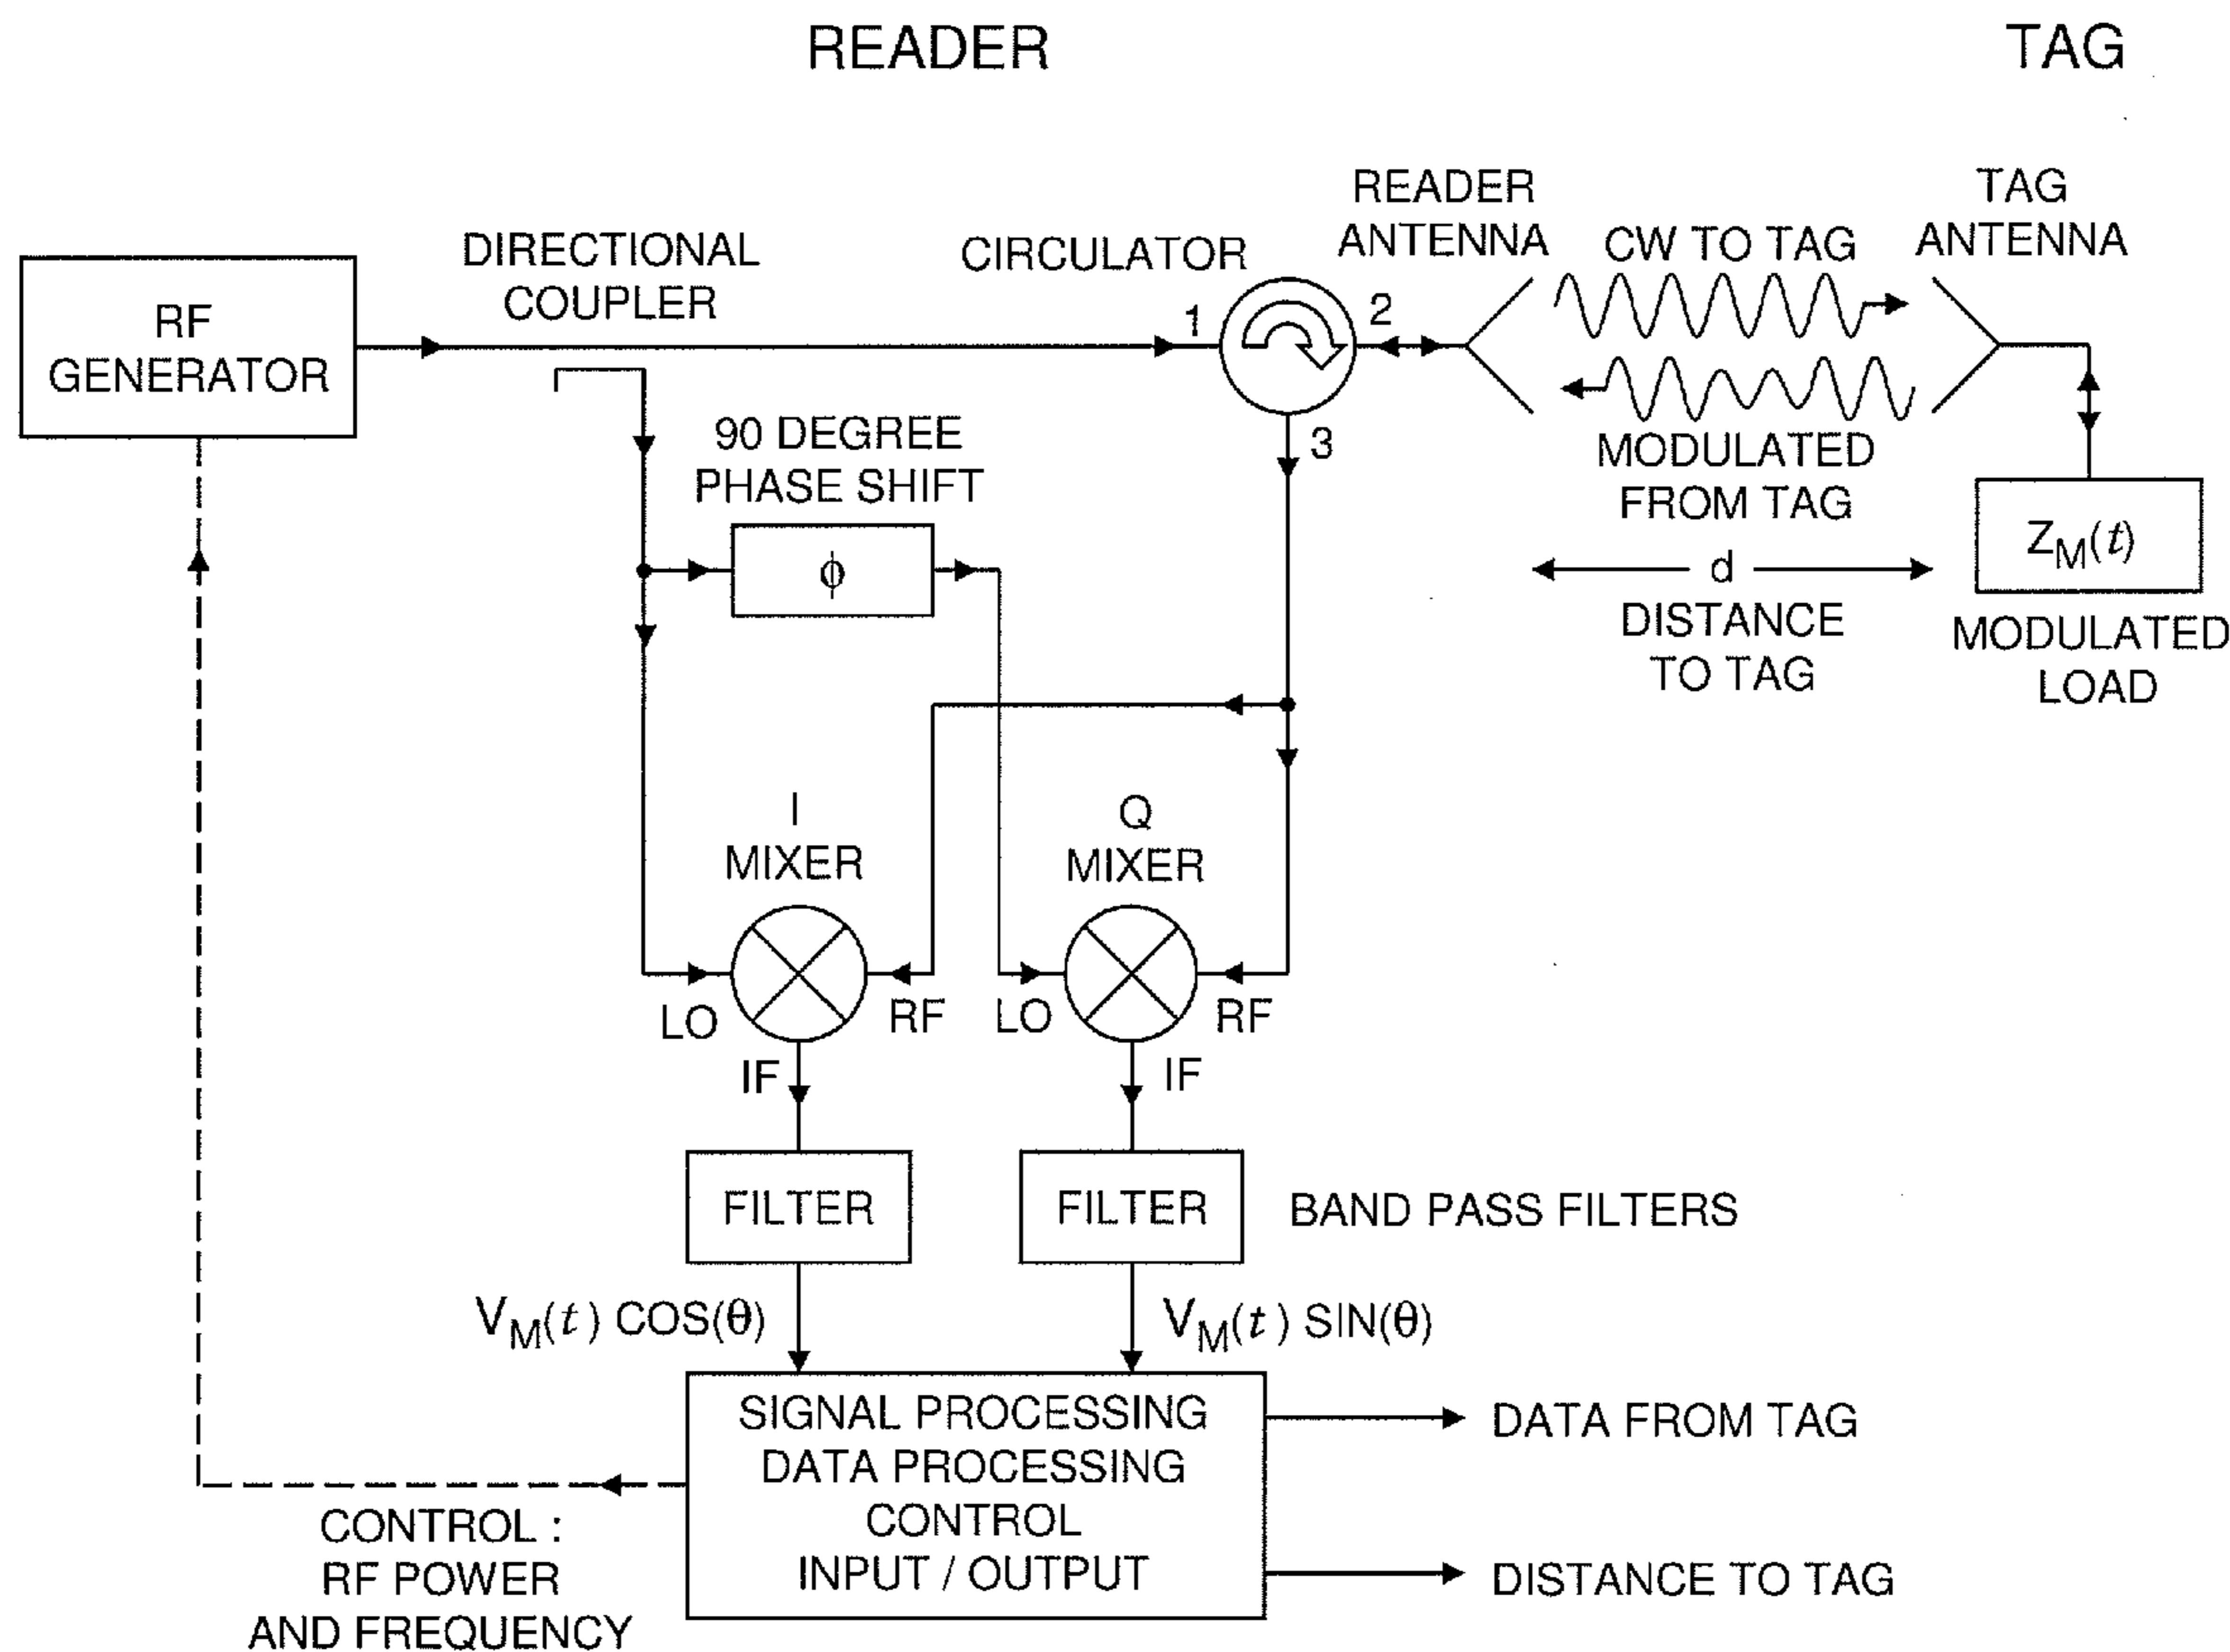 READER
TAG
RF
GENERATOR
DIRECTIONAL
COUPLER
CIRCULATOR
1
2
3
READER
ANTENNA
CW TO TAG
TAG
ANTENNA
MODULATED
FROM TAG
d
DISTANCE
TO TAG
Z_M(t)
MODULATED
LOAD
90 DEGREE
PHASE SHIFT
ϕ
I
MIXER
Q
MIXER
LO
RF
LO
RF
IF
IF
FILTER
FILTER
BAND PASS FILTERS
V_M(t) COS(θ)
V_M(t) SIN(θ)
SIGNAL PROCESSING
DATA PROCESSING
CONTROL
INPUT / OUTPUT
DATA FROM TAG
DISTANCE TO TAG
CONTROL :
RF POWER
AND FREQUENCY